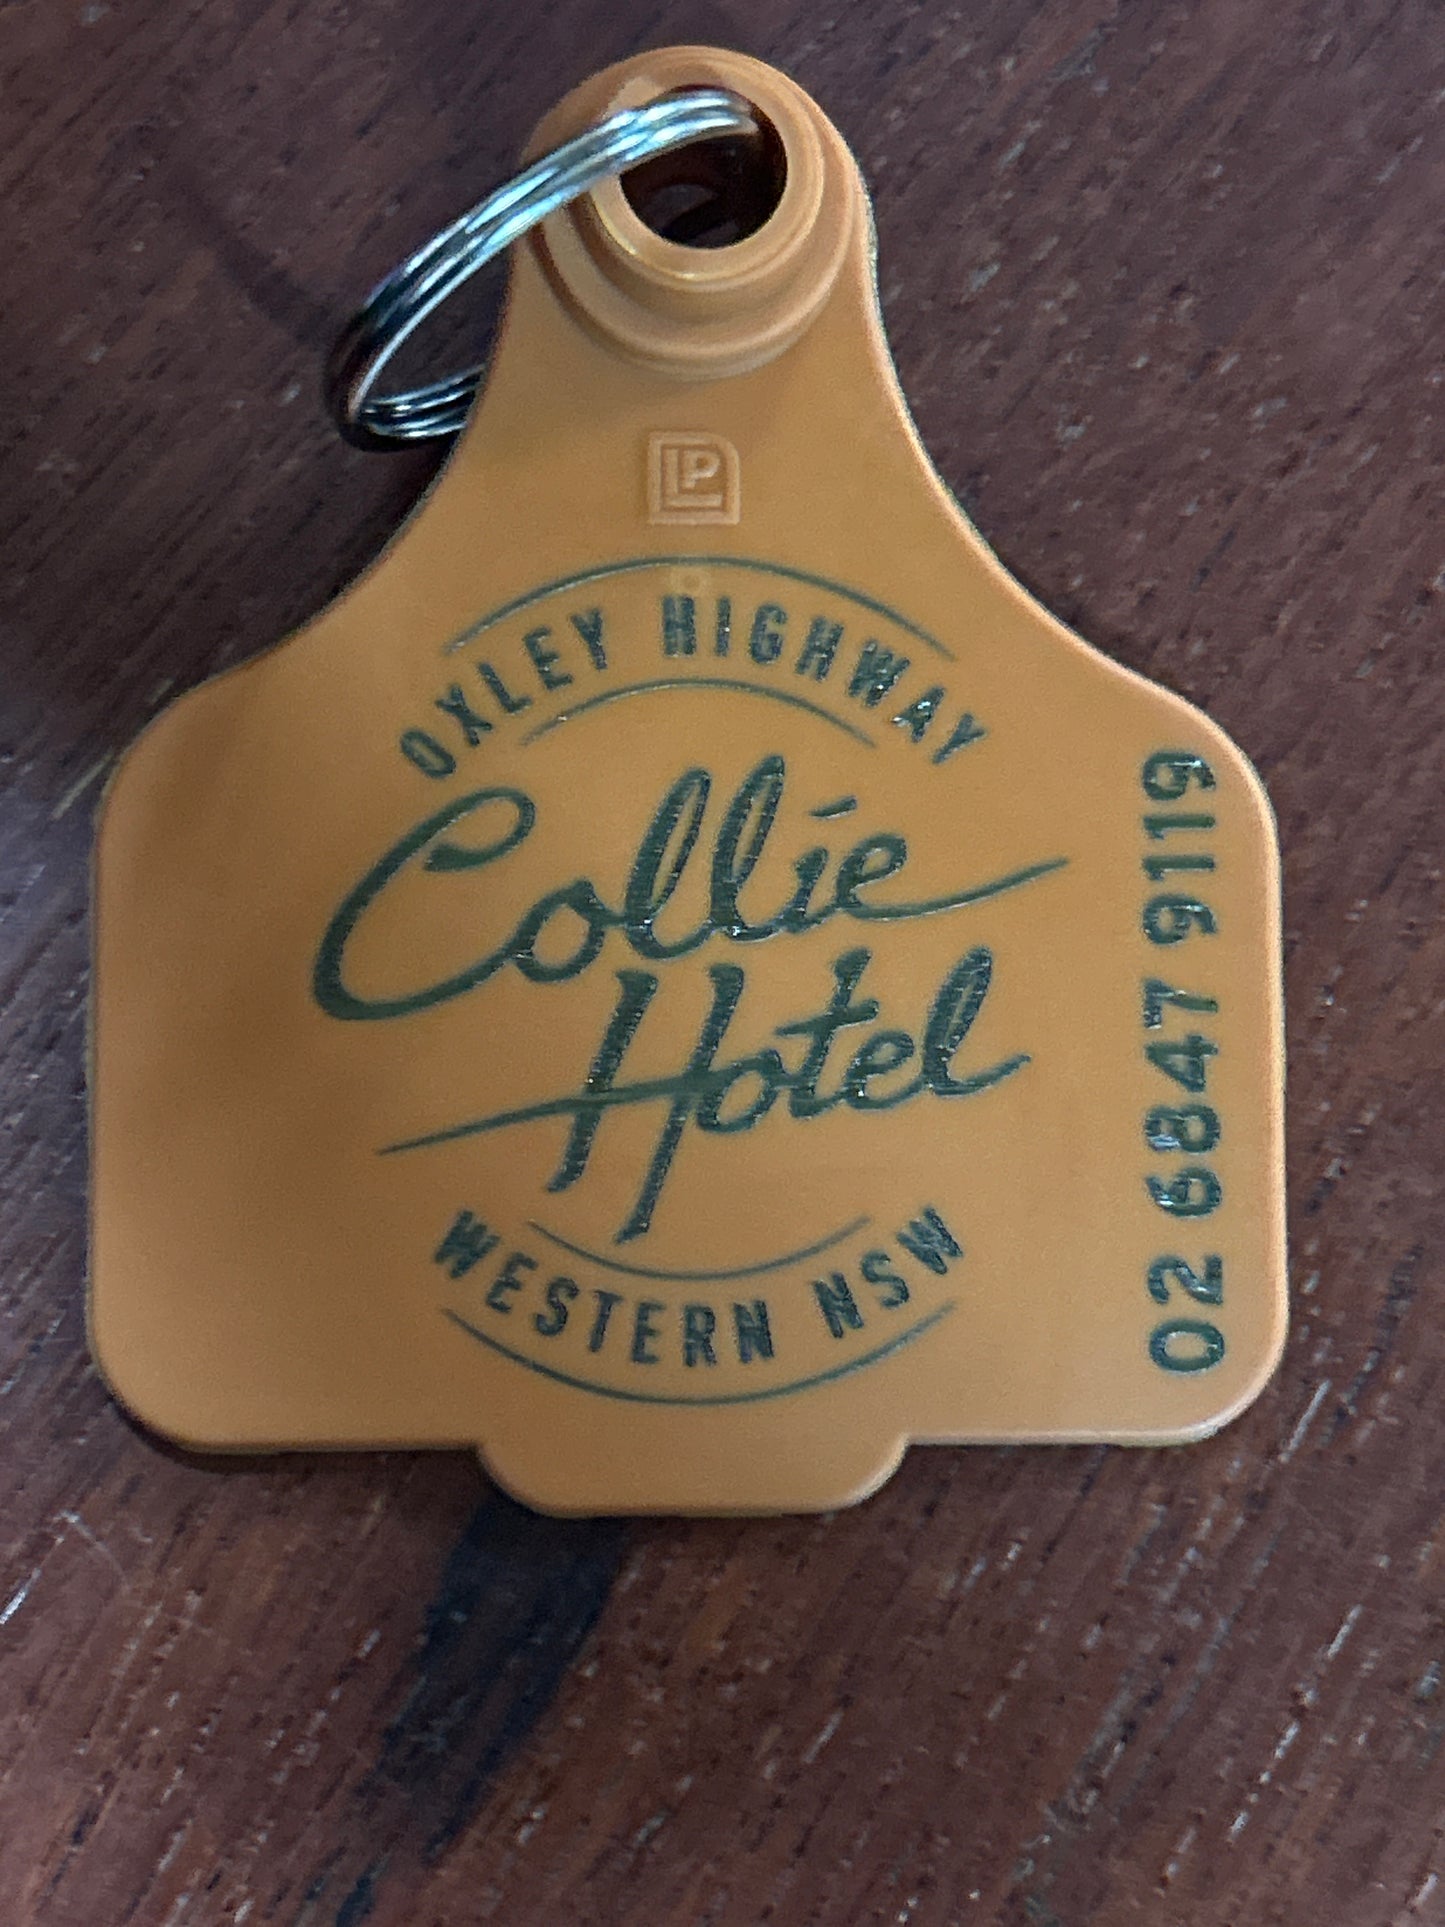 LP
OXLEY HIGHWAY
Collie
Hotel
WESTERN NSW
02 6847 9119